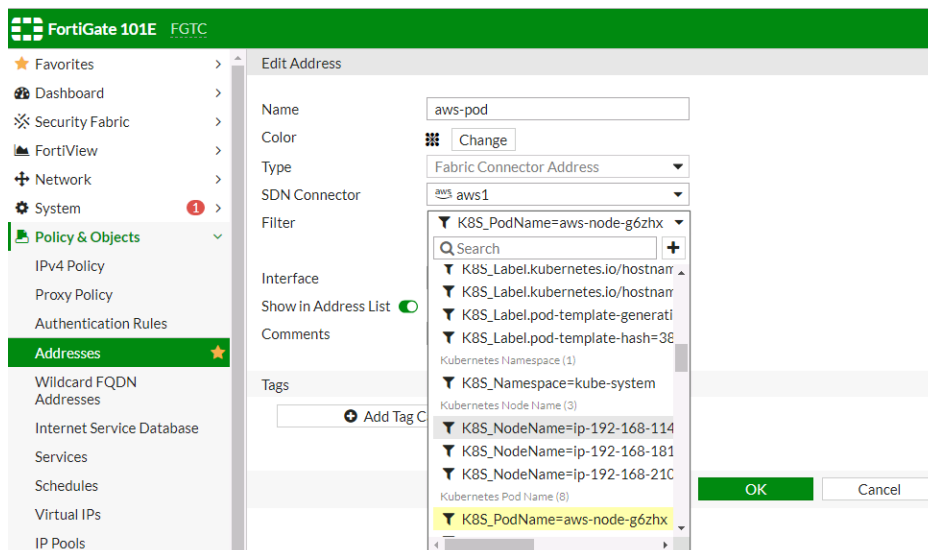 FortiGate 101E FGTC
Favorites
Dashboard
Security Fabric
FortiView
Network
System 1
Policy & Objects
IPv4 Policy
Proxy Policy
Authentication Rules
Addresses
Wildcard FQDN
Addresses
Internet Service Database
Services
Schedules
Virtual IPs
IP Pools
Edit Address
Name aws-pod
Color Change
Type Fabric Connector Address
SDN Connector aws aws1
Filter K8S_PodName=aws-node-g6zhx
Search
K8S_Label.kubernetes.io/hostnam
Interface
K8S_Label.kubernetes.io/hostnam
Show in Address List K8S_Label.pod-template-generati
Comments K8S_Label.pod-template-hash=38
Kubernetes Namespace (1)
Tags K8S_Namespace=kube-system
Kubernetes Node Name (3)
Add Tag C
K8S_NodeName=ip-192-168-114
K8S_NodeName=ip-192-168-181
K8S_NodeName=ip-192-168-210
Kubernetes Pod Name (8)
K8S_PodName=aws-node-g6zhx
OK Cancel